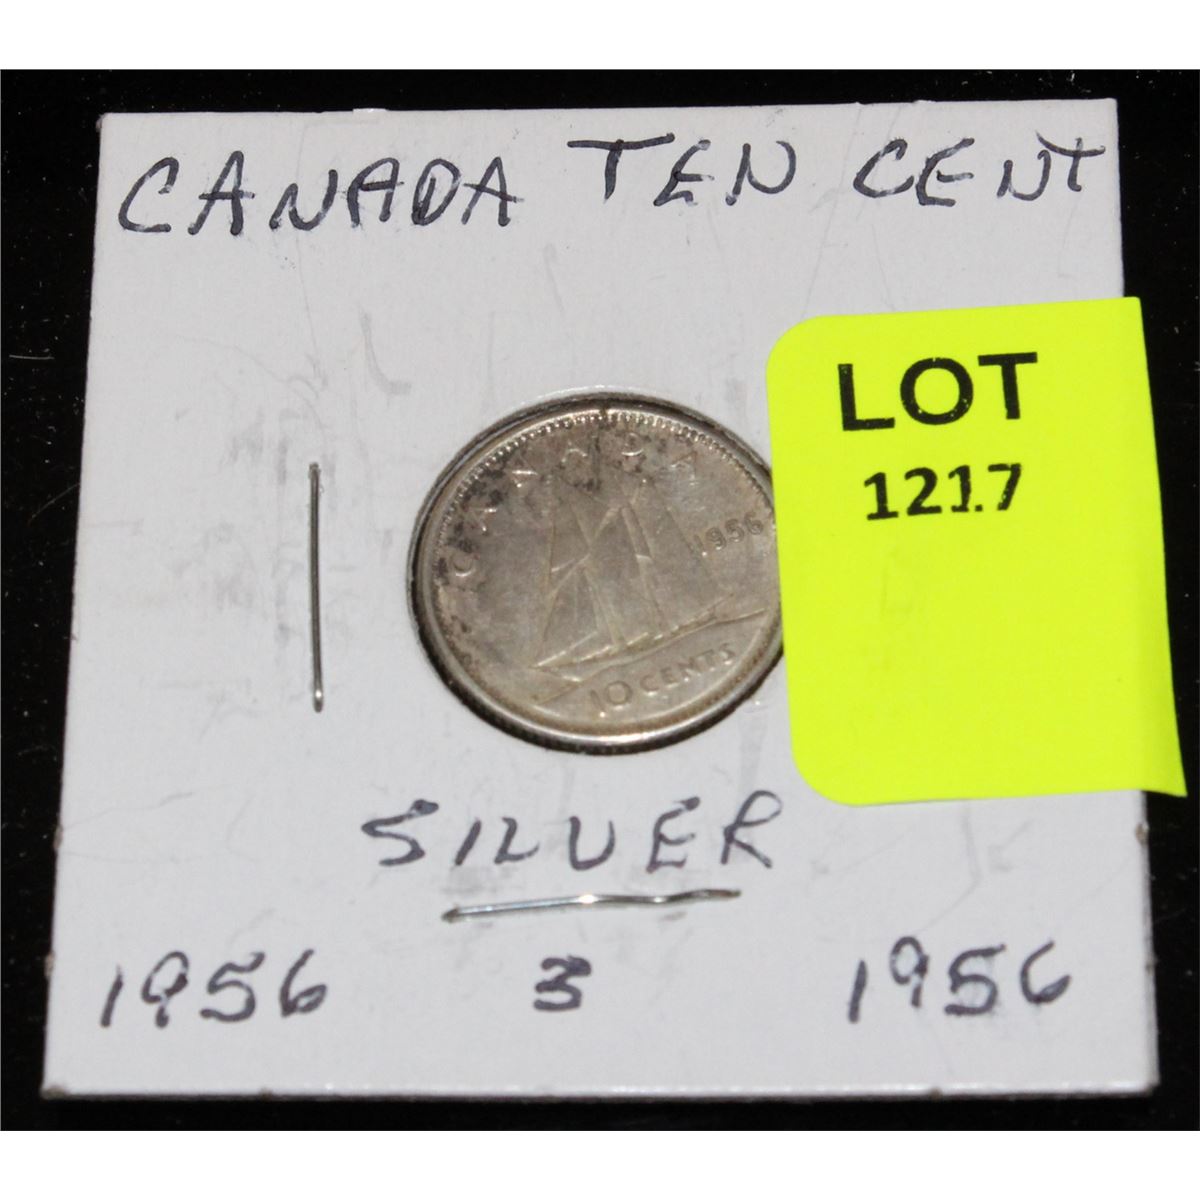 CANADA TEN CENT
LOT
1217
CANADA
1956
10 CENTS
SILVER
1956 3 1956